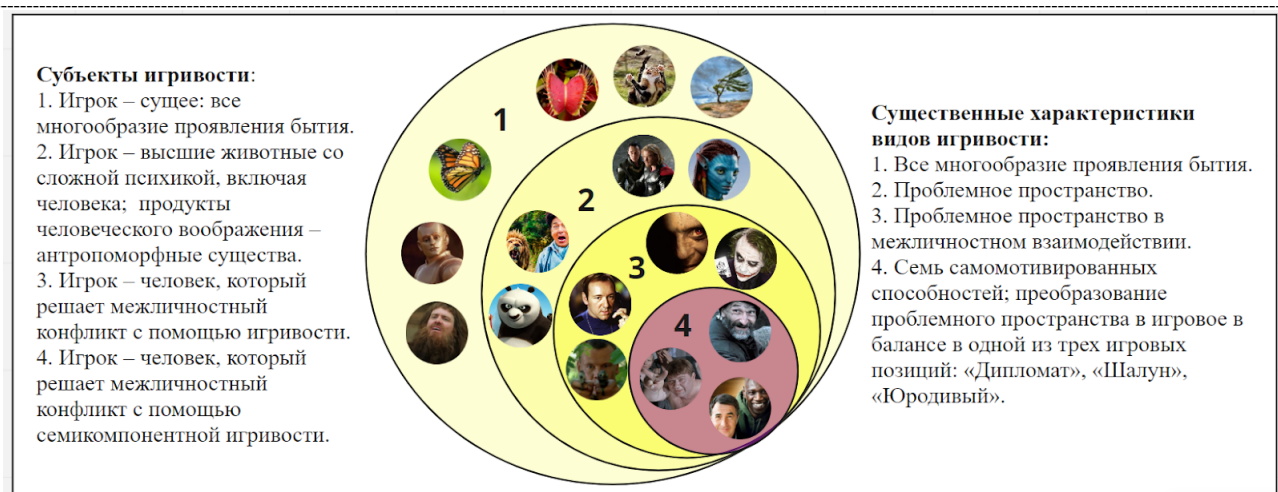 Субъекты игривости:
1. Игрок – сущее: все
многообразие проявления бытия.
2. Игрок – высшие животные со
сложной психикой, включая
человека;  продукты
человеческого воображения –
антропоморфные существа.
3. Игрок – человек, который
решает межличностный
конфликт с помощью игривости.
4. Игрок – человек, который
решает межличностный
конфликт с помощью
семикомпонентной игривости.
1
2
3
4
Существенные характеристики
видов игривости:
1. Все многообразие проявления бытия.
2. Проблемное пространство.
3. Проблемное пространство в
межличностном взаимодействии.
4. Семь самомотивированных
способностей; преобразование
проблемного пространства в игровое в
балансе в одной из трех игровых
позиций: «Дипломат», «Шалун»,
«Юродивый».